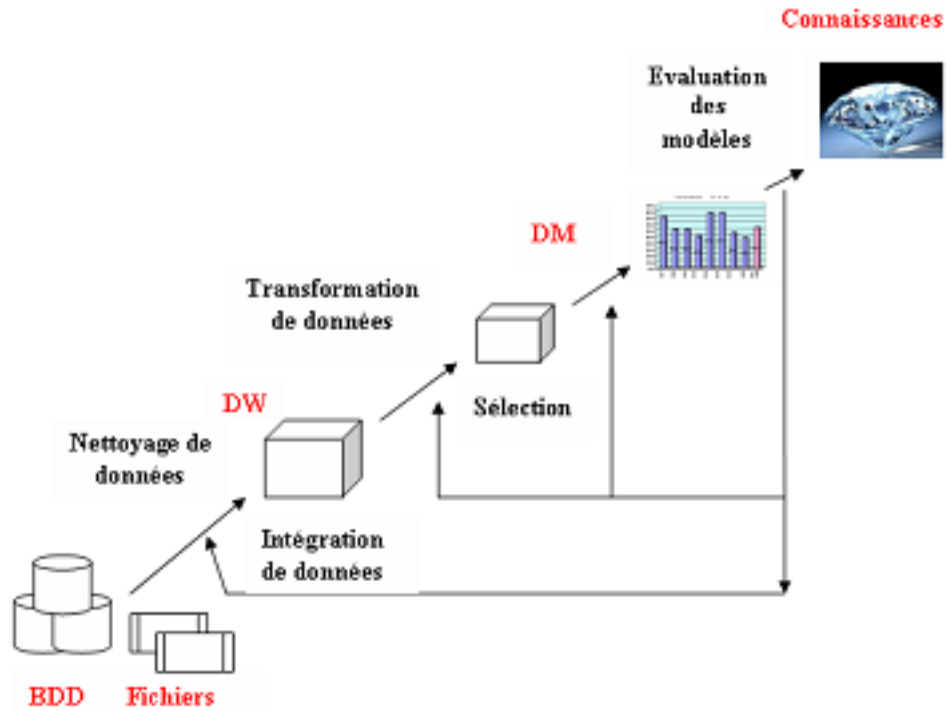 Connaissances
Evaluation
des
modèles
DM
Transformation
de données
DW
Sélection
Nettoyage de
données
Intégration
de données
BDD
Fichiers